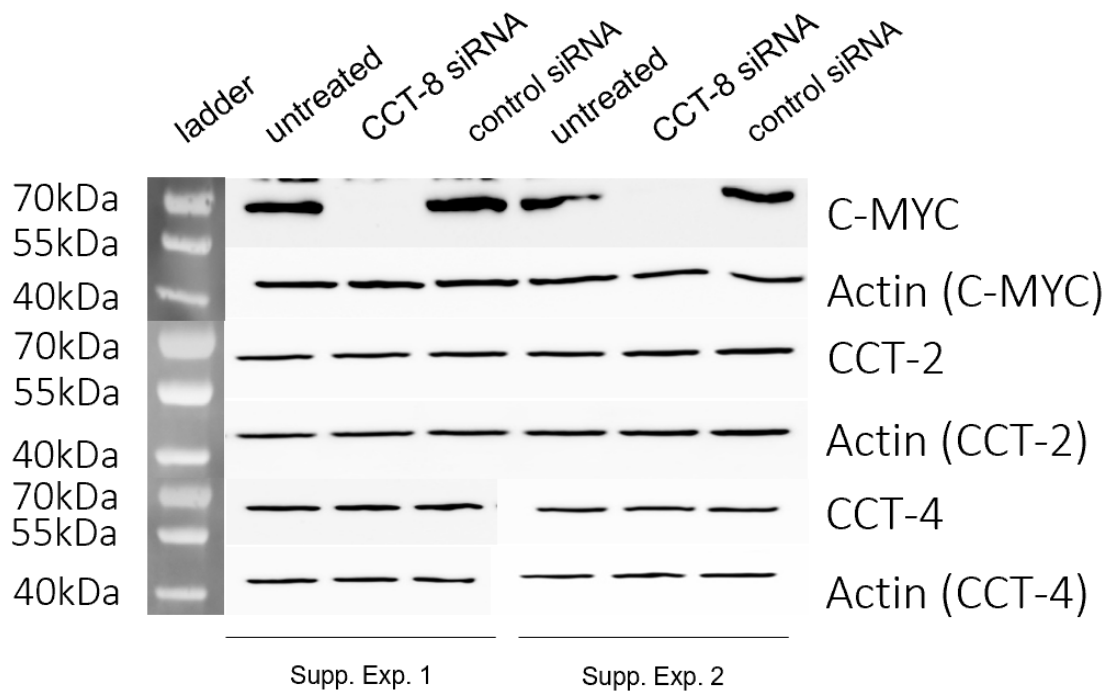 ladder
untreated
CCT-8 siRNA
control siRNA
untreated
CCT-8 siRNA
control siRNA
70kDa
55kDa
40kDa
C-MYC
Actin (C-MYC)
70kDa
55kDa
40kDa
CCT-2
Actin (CCT-2)
70kDa
55kDa
40kDa
CCT-4
Actin (CCT-4)
Supp. Exp. 1
Supp. Exp. 2